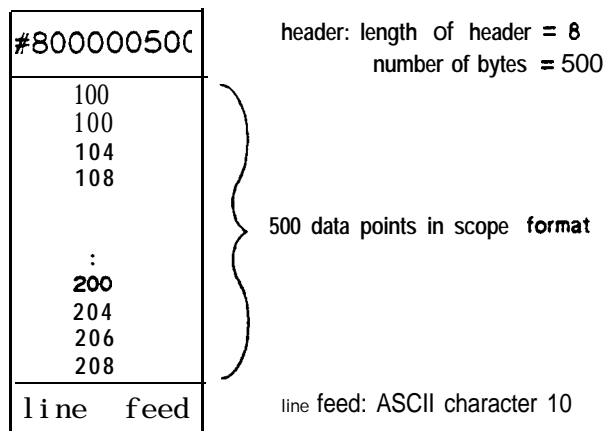 #800000500
header: length of header = 8
number of bytes = 500
100
100
104
108
500 data points in scope format
:
200
204
206
208
line feed
line feed: ASCII character 10